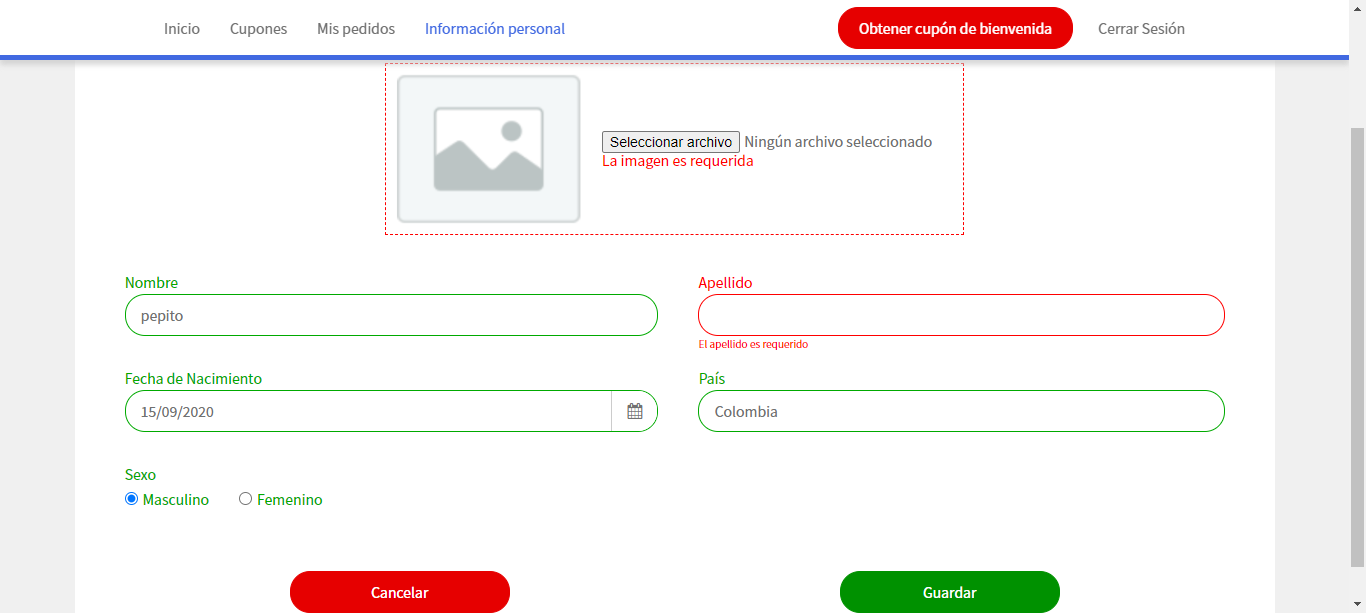 Inicio Cupones Mis pedidos Información personal Obtener cupón de bienvenida Cerrar Sesión
Seleccionar archivo Ningún archivo seleccionado
La imagen es requerida
Nombre Apellido
pepito
El apellido es requerido
Fecha de Nacimiento País
15/09/2020 Colombia
Sexo
Masculino Femenino
Cancelar Guardar